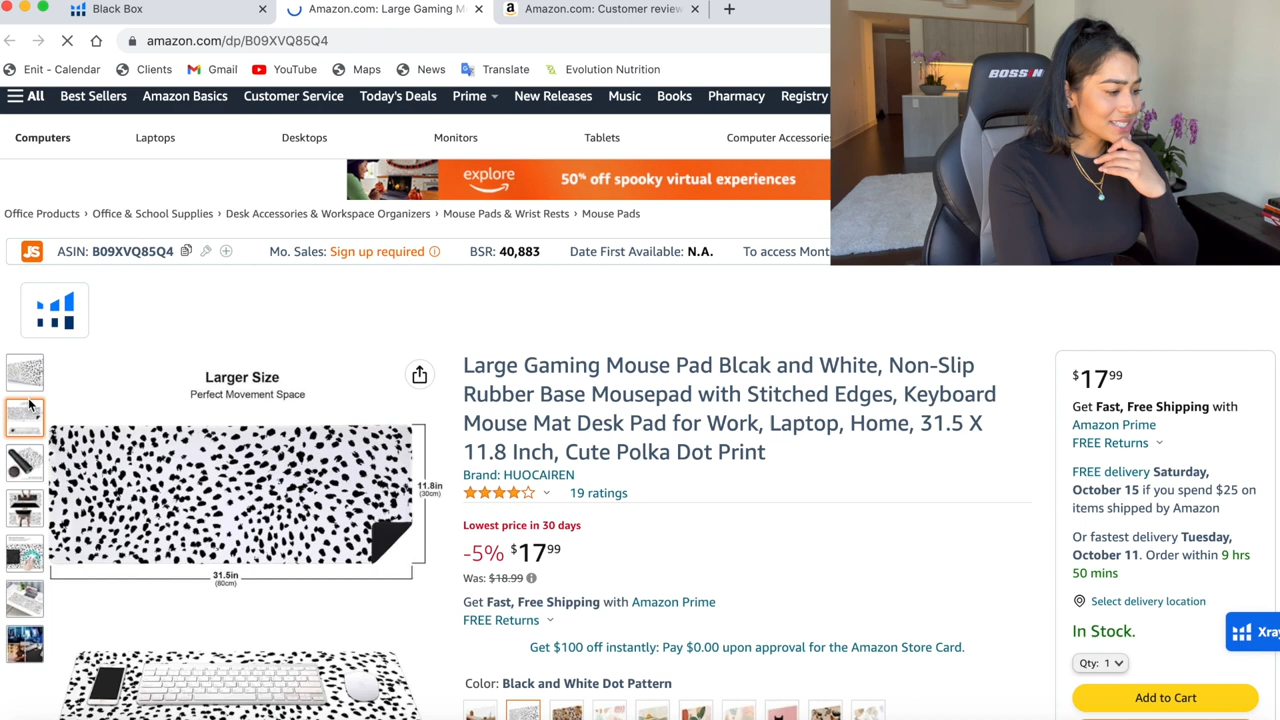 Black Box
Amazon.com: Large Gaming M
Amazon.com: Customer review
amazon.com/dp/B09XVQ85Q4
Enit - Calendar
Clients
Gmail
YouTube
Maps
News
Translate
Evolution Nutrition
All
Best Sellers
Amazon Basics
Customer Service
Today's Deals
Prime
New Releases
Music
Books
Pharmacy
Registry
Computers
Laptops
Desktops
Monitors
Tablets
Computer Accessories
explore
50% off spooky virtual experiences
BOSSIN
Office Products › Office & School Supplies › Desk Accessories & Workspace Organizers › Mouse Pads & Wrist Rests › Mouse Pads
JS
ASIN: B09XVQ85Q4
Mo. Sales: Sign up required
BSR: 40,883
Date First Available: N.A.
To access Mont
Larger Size
Perfect Movement Space
11.8in
(30cm)
31.5in
(80cm)
Large Gaming Mouse Pad Blcak and White, Non-Slip
Rubber Base Mousepad with Stitched Edges, Keyboard
Mouse Mat Desk Pad for Work, Laptop, Home, 31.5 X
11.8 Inch, Cute Polka Dot Print
Brand: HUOCAIREN
19 ratings
Lowest price in 30 days
-5% $17.99
Was: $18.99
Get Fast, Free Shipping with Amazon Prime
FREE Returns
Get $100 off instantly: Pay $0.00 upon approval for the Amazon Store Card.
Color: Black and White Dot Pattern
$17.99
Get Fast, Free Shipping with
Amazon Prime
FREE Returns
FREE delivery Saturday,
October 15 if you spend $25 on
items shipped by Amazon
Or fastest delivery Tuesday,
October 11. Order within 9 hrs
50 mins
Select delivery location
In Stock.
Xray
Qty: 1
Add to Cart